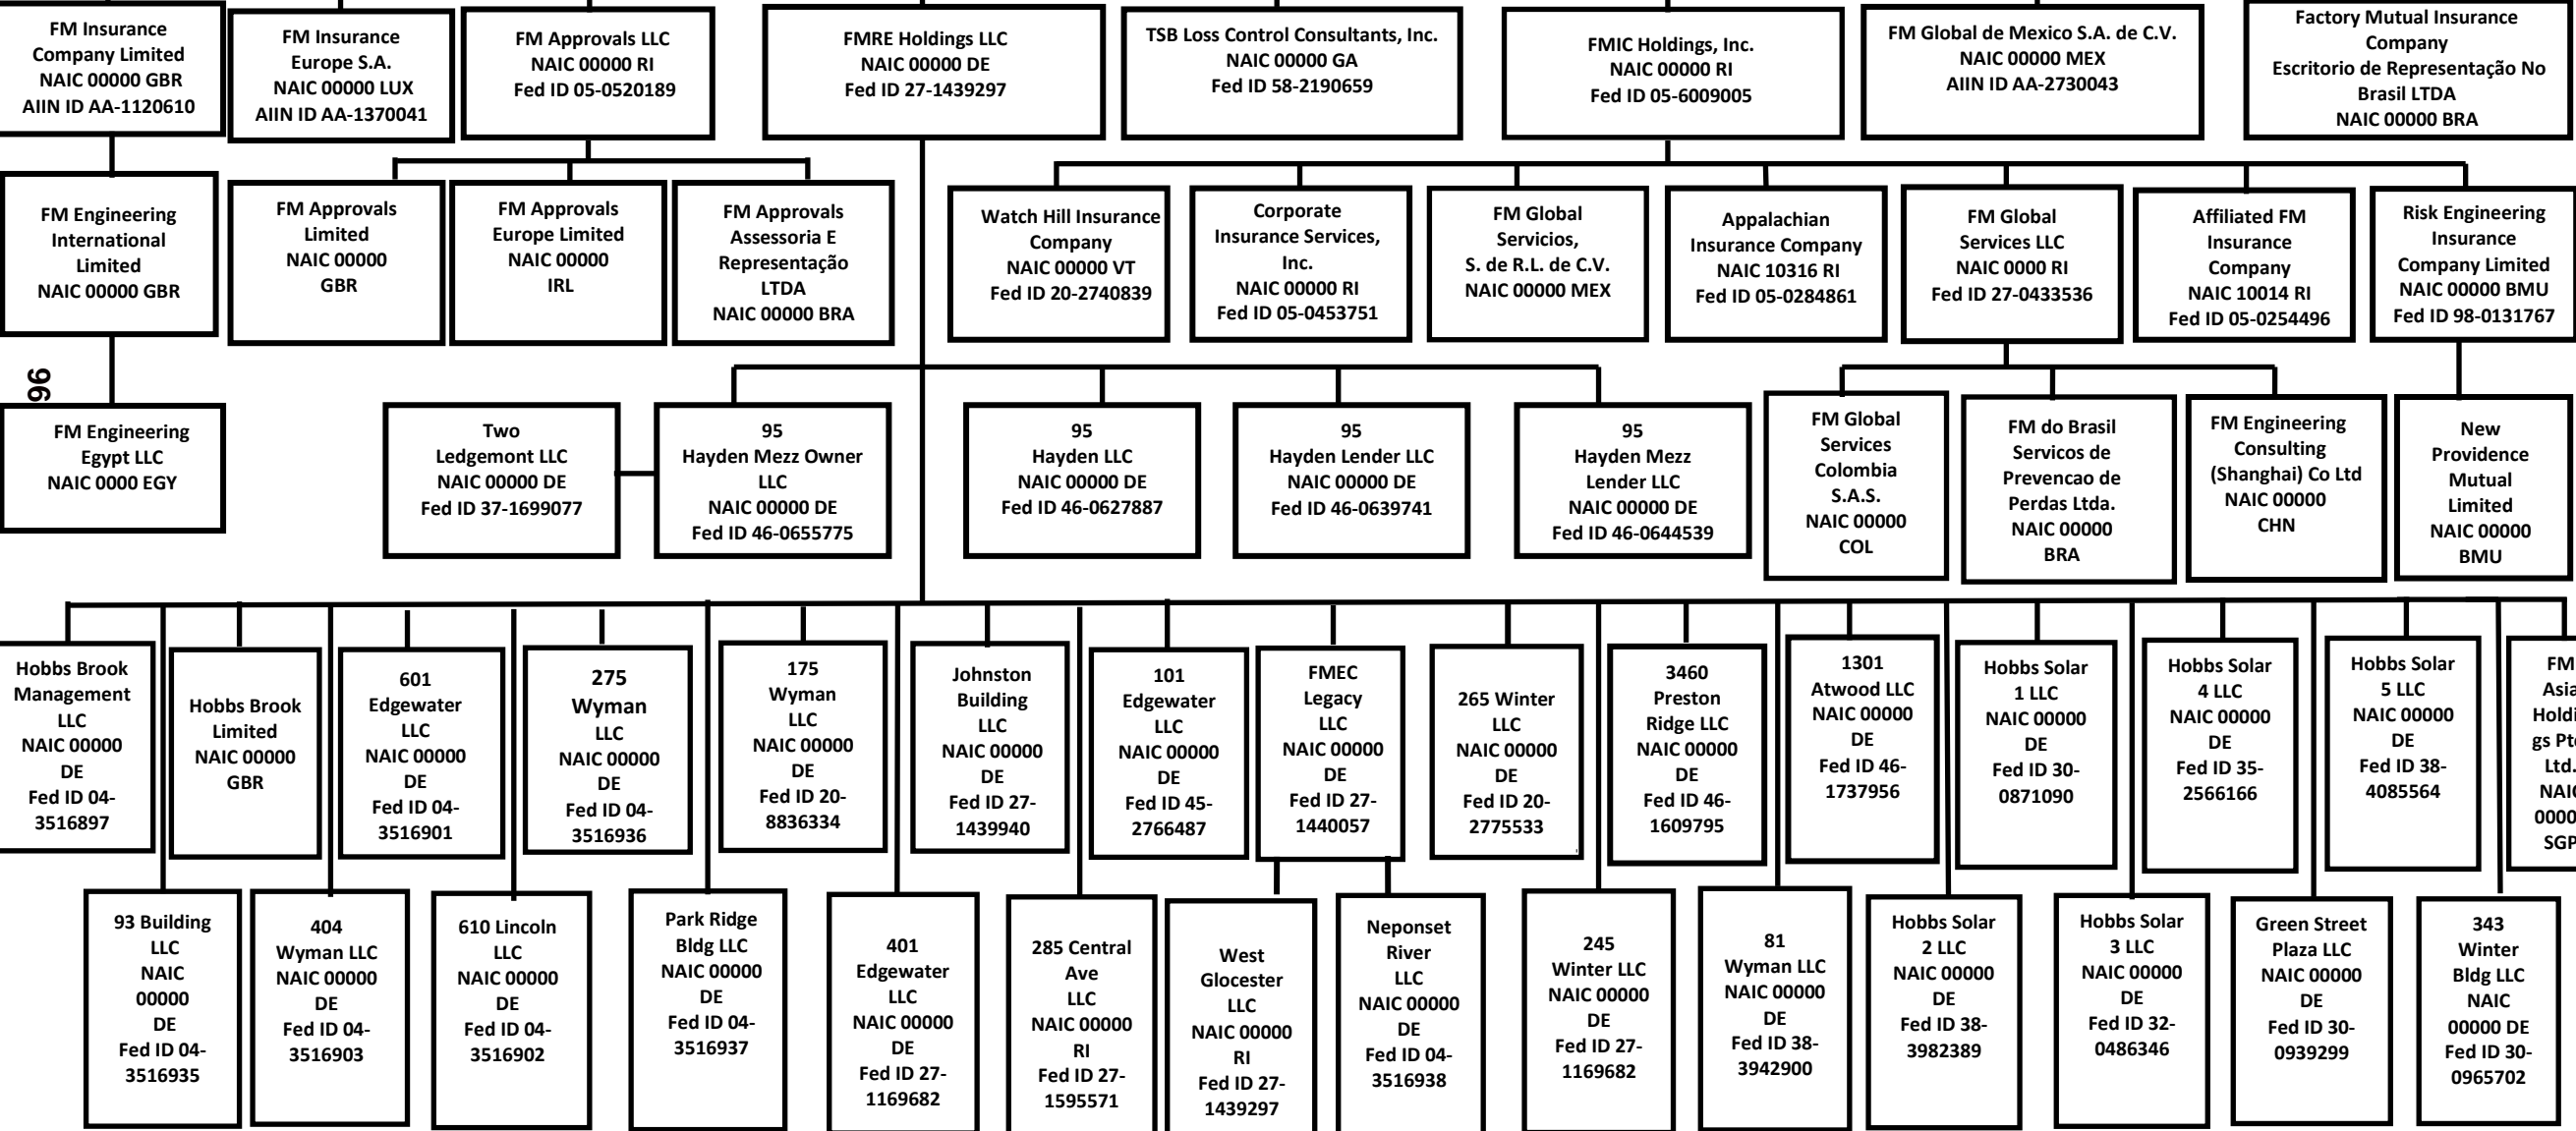 FM Insurance
Company Limited
NAIC 00000 GBR
AIIN ID AA-1120610
FM Insurance
Europe S.A.
NAIC 00000 LUX
AIIN ID AA-1370041
FM Approvals LLC
NAIC 00000 RI
Fed ID 05-0520189
FMRE Holdings LLC
NAIC 00000 DE
Fed ID 27-1439297
TSB Loss Control Consultants, Inc.
NAIC 00000 GA
Fed ID 58-2190659
FMIC Holdings, Inc.
NAIC 00000 RI
Fed ID 05-6009005
FM Global de Mexico S.A. de C.V.
NAIC 00000 MEX
AIIN ID AA-2730043
Factory Mutual Insurance
Company
Escritorio de Representação No
Brasil LTDA
NAIC 00000 BRA
FM Engineering
International
Limited
NAIC 00000 GBR
FM Approvals
Limited
NAIC 00000
GBR
FM Approvals
Europe Limited
NAIC 00000
IRL
FM Approvals
Assessoria E
Representação
LTDA
NAIC 00000 BRA
Watch Hill Insurance
Company
NAIC 00000 VT
Fed ID 20-2740839
Corporate
Insurance Services,
Inc.
NAIC 00000 RI
Fed ID 05-0453751
FM Global
Servicios,
S. de R.L. de C.V.
NAIC 00000 MEX
Appalachian
Insurance Company
NAIC 10316 RI
Fed ID 05-0284861
FM Global
Services LLC
NAIC 0000 RI
Fed ID 27-0433536
Affiliated FM
Insurance
Company
NAIC 10014 RI
Fed ID 05-0254496
Risk Engineering
Insurance
Company Limited
NAIC 00000 BMU
Fed ID 98-0131767
96
FM Engineering
Egypt LLC
NAIC 0000 EGY
Two
Ledgemont LLC
NAIC 00000 DE
Fed ID 37-1699077
95
Hayden Mezz Owner
LLC
NAIC 00000 DE
Fed ID 46-0655775
95
Hayden LLC
NAIC 00000 DE
Fed ID 46-0627887
95
Hayden Lender LLC
NAIC 00000 DE
Fed ID 46-0639741
95
Hayden Mezz
Lender LLC
NAIC 00000 DE
Fed ID 46-0644539
FM Global
Services
Colombia
S.A.S.
NAIC 00000
COL
FM do Brasil
Servicos de
Prevencao de
Perdas Ltda.
NAIC 00000
BRA
FM Engineering
Consulting
(Shanghai) Co Ltd
NAIC 00000
CHN
New
Providence
Mutual
Limited
NAIC 00000
BMU
Hobbs Brook
Management
LLC
NAIC 00000
DE
Fed ID 04-
3516897
Hobbs Brook
Limited
NAIC 00000
GBR
601
Edgewater
LLC
NAIC 00000
DE
Fed ID 04-
3516901
275
Wyman
LLC
NAIC 00000
DE
Fed ID 04-
3516936
175
Wyman
LLC
NAIC 00000
DE
Fed ID 20-
8836334
Johnston
Building
LLC
NAIC 00000
DE
Fed ID 27-
1439940
101
Edgewater
LLC
NAIC 00000
DE
Fed ID 45-
2766487
FMEC
Legacy
LLC
NAIC 00000
DE
Fed ID 27-
1440057
265 Winter
LLC
NAIC 00000
DE
Fed ID 20-
2775533
3460
Preston
Ridge LLC
NAIC 00000
DE
Fed ID 46-
1609795
1301
Atwood LLC
NAIC 00000
DE
Fed ID 46-
1737956
Hobbs Solar
1 LLC
NAIC 00000
DE
Fed ID 30-
0871090
Hobbs Solar
4 LLC
NAIC 00000
DE
Fed ID 35-
2566166
Hobbs Solar
5 LLC
NAIC 00000
DE
Fed ID 38-
4085564
FM
Asia
Holdi
gs Pte
Ltd.
NAIC
0000
SGP
93 Building
LLC
NAIC
00000
DE
Fed ID 04-
3516935
404
Wyman LLC
NAIC 00000
DE
Fed ID 04-
3516903
610 Lincoln
LLC
NAIC 00000
DE
Fed ID 04-
3516902
Park Ridge
Bldg LLC
NAIC 00000
DE
Fed ID 04-
3516937
401
Edgewater
LLC
NAIC 00000
DE
Fed ID 27-
1169682
285 Central
Ave
LLC
NAIC 00000
RI
Fed ID 27-
1595571
West
Glocester
LLC
NAIC 00000
RI
Fed ID 27-
1439297
Neponset
River
LLC
NAIC 00000
DE
Fed ID 04-
3516938
245
Winter LLC
NAIC 00000
DE
Fed ID 27-
1169682
81
Wyman LLC
NAIC 00000
DE
Fed ID 38-
3942900
Hobbs Solar
2 LLC
NAIC 00000
DE
Fed ID 38-
3982389
Hobbs Solar
3 LLC
NAIC 00000
DE
Fed ID 32-
0486346
Green Street
Plaza LLC
NAIC 00000
DE
Fed ID 30-
0939299
343
Winter
Bldg LLC
NAIC
00000 DE
Fed ID 30-
0965702